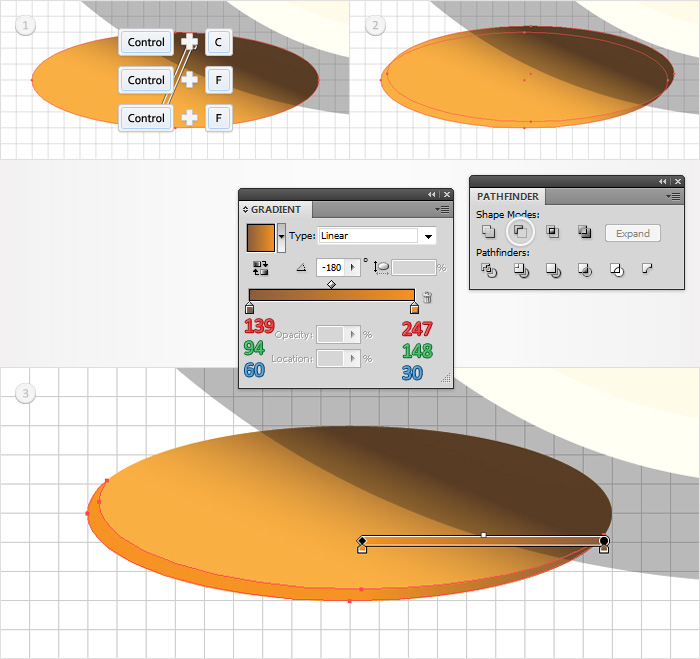 1
Control + C
Control + F
Control + F
2
GRADIENT
Type: Linear
-180 °
%
139
94
60
Opacity: %
Location: %
247
148
30
PATHFINDER
Shape Modes:
Expand
Pathfinders:
3